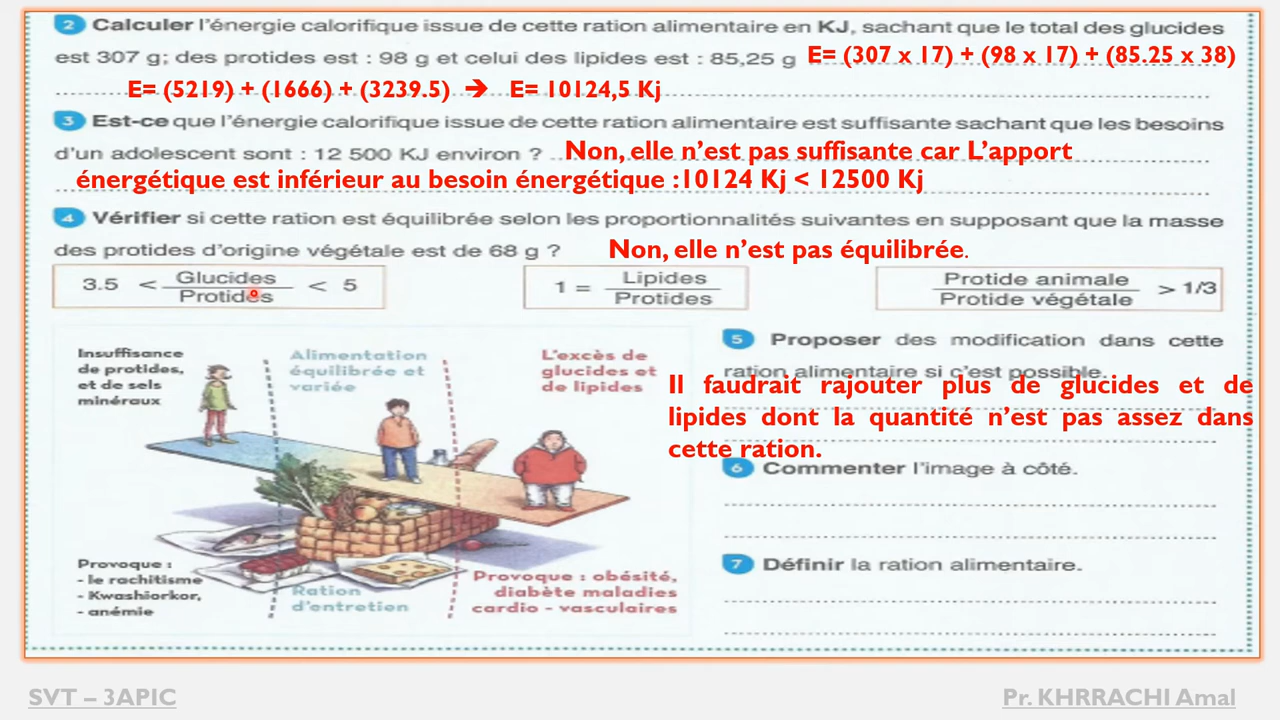 2 Calculer l'énergie calorifique issue de cette ration alimentaire en KJ, sachant que le total des glucides
est 307 g; des protides est : 98 g et celui des lipides est : 85,25 g E= (307 x 17) + (98 x 17) + (85.25 x 38)
E= (5219) + (1666) + (3239.5) ➔ E= 10124,5 Kj
3 Est-ce que l'énergie calorifique issue de cette ration alimentaire est suffisante sachant que les besoins
d'un adolescent sont : 12 500 KJ environ ? Non, elle n'est pas suffisante car L'apport
énergétique est inférieur au besoin énergétique :10124 Kj < 12500 Kj
4 Vérifier si cette ration est équilibrée selon les proportionnalités suivantes en supposant que la masse
des protides d'origine végétale est de 68 g ? Non, elle n'est pas équilibrée.
3.5 < Glucides / Protides < 5
1 = Lipides / Protides
Protide animale / Protide végétale > 1/3
Insuffisance
de protides,
et de sels
minéraux
Alimentation
équilibrée et
variée
L'excès de
glucides et
de lipides
Provoque :
- le rachitisme
- Kwashiorkor,
- anémie
Ration
d'entretien
Provoque : obésité,
diabète maladies
cardio - vasculaires
5 Proposer des modification dans cette
ration alimentaire si c'est possible.
Il faudrait rajouter plus de glucides et de
lipides dont la quantité n'est pas assez dans
cette ration.
6 Commenter l'image à côté.
7 Définir la ration alimentaire.
SVT – 3APIC
Pr. KHRRACHI Amal